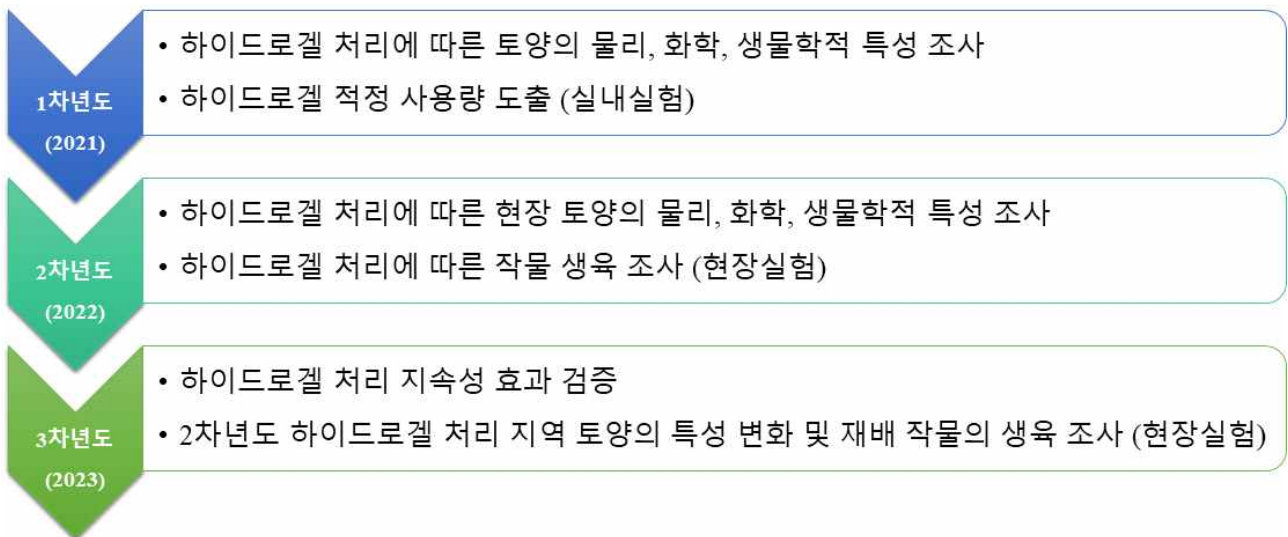 1차년도
(2021)
• 하이드로겔 처리에 따른 토양의 물리, 화학, 생물학적 특성 조사
• 하이드로겔 적정 사용량 도출 (실내실험)
2차년도
(2022)
• 하이드로겔 처리에 따른 현장 토양의 물리, 화학, 생물학적 특성 조사
• 하이드로겔 처리에 따른 작물 생육 조사 (현장실험)
3차년도
(2023)
• 하이드로겔 처리 지속성 효과 검증
• 2차년도 하이드로겔 처리 지역 토양의 특성 변화 및 재배 작물의 생육 조사 (현장실험)